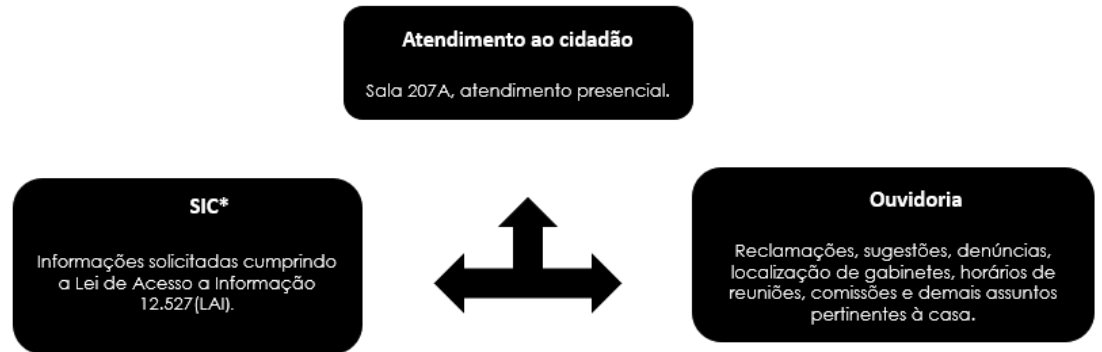 Atendimento ao cidadão
Sala 207A, atendimento presencial.
SIC*
Informações solicitadas cumprindo
a Lei de Acesso a Informação
12.527(LAI).
Ouvidoria
Reclamações, sugestões, denúncias,
localização de gabinetes, horários de
reuniões, comissões e demais assuntos
pertinentes à casa.